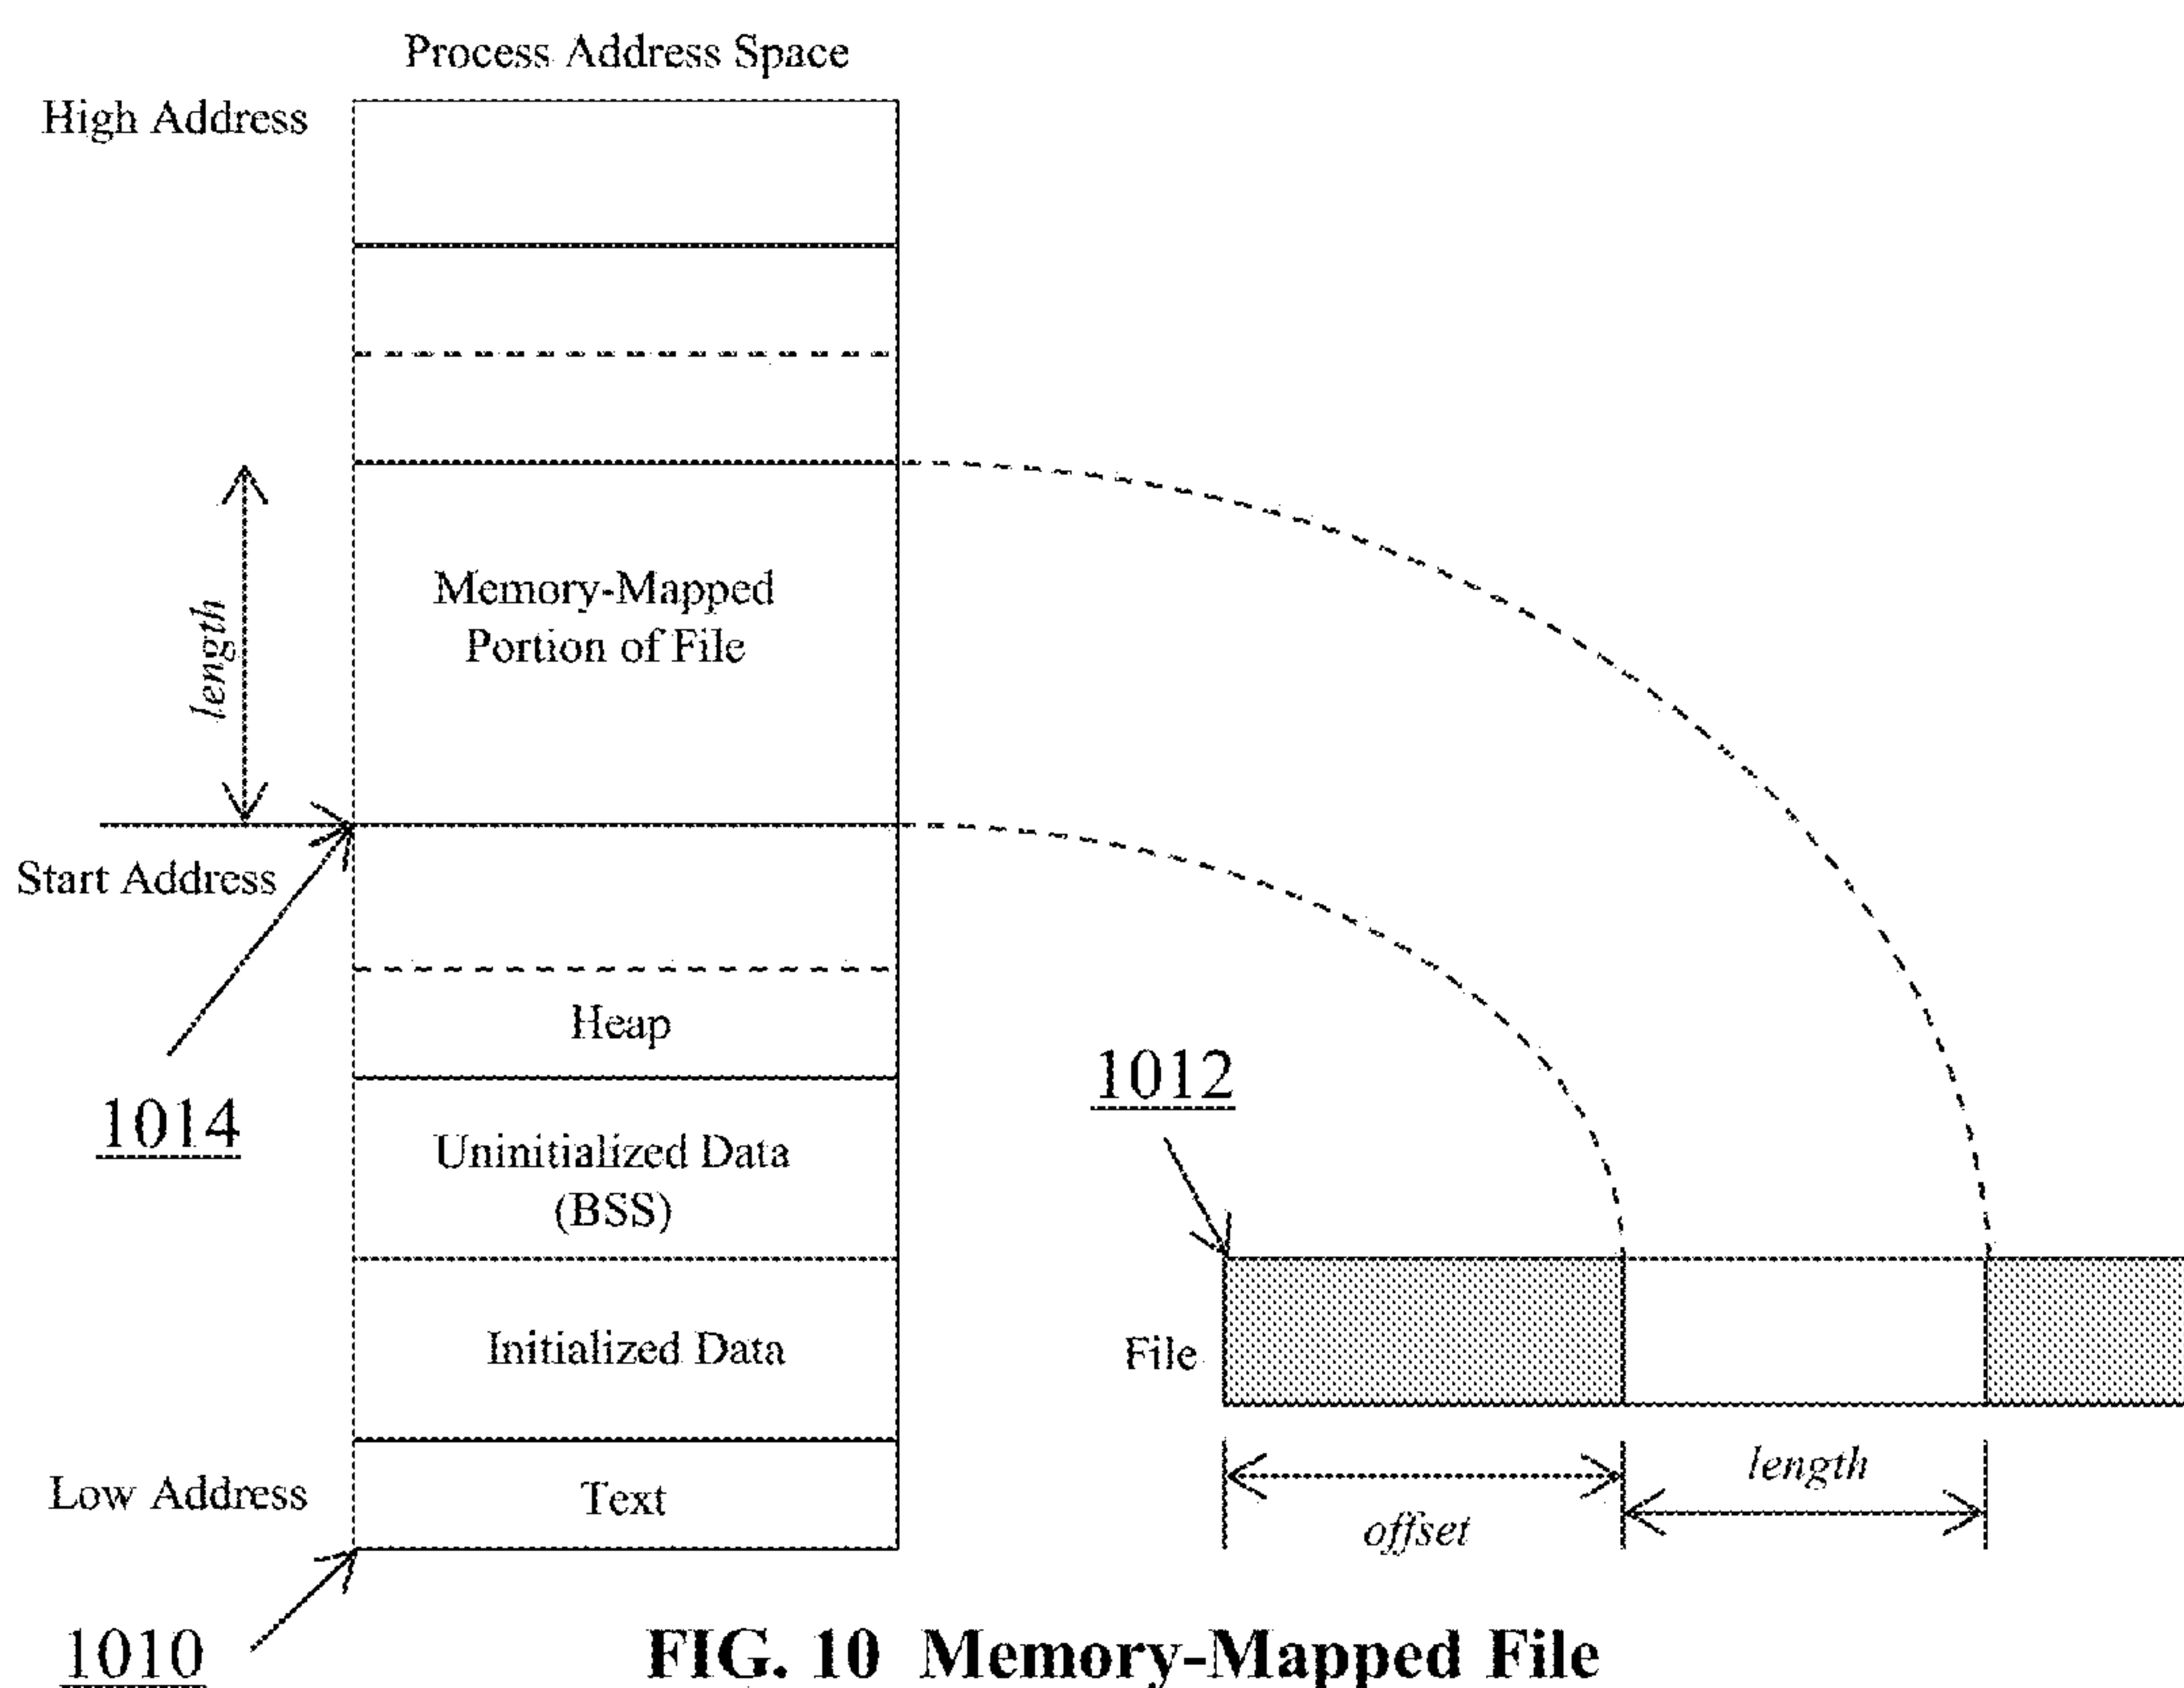 Process Address Space
High Address
length
Memory-Mapped
Portion of File
Start Address
Heap
1012
1014
Uninitialized Data
(BSS)
Initialized Data
File
length
Low Address
Text
offset
1010
FIG. 10 Memory-Mapped File